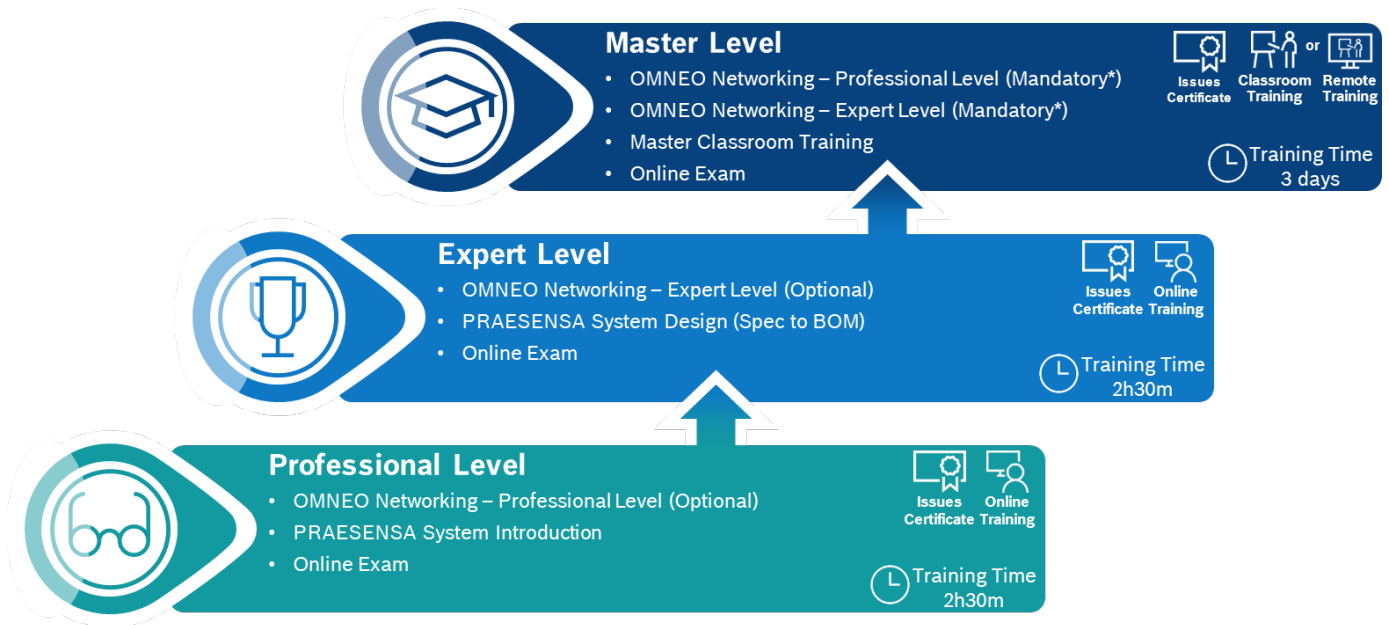 Master Level
• OMNEO Networking – Professional Level (Mandatory*)
• OMNEO Networking – Expert Level (Mandatory*)
• Master Classroom Training
• Online Exam
Issues
Certificate
Classroom
Training
or
Remote
Training
Training Time
3 days
Expert Level
• OMNEO Networking – Expert Level (Optional)
• PRAESENSA System Design (Spec to BOM)
• Online Exam
Issues
Certificate
Online
Training
Training Time
2h30m
Professional Level
• OMNEO Networking – Professional Level (Optional)
• PRAESENSA System Introduction
• Online Exam
Issues
Certificate
Online
Training
Training Time
2h30m